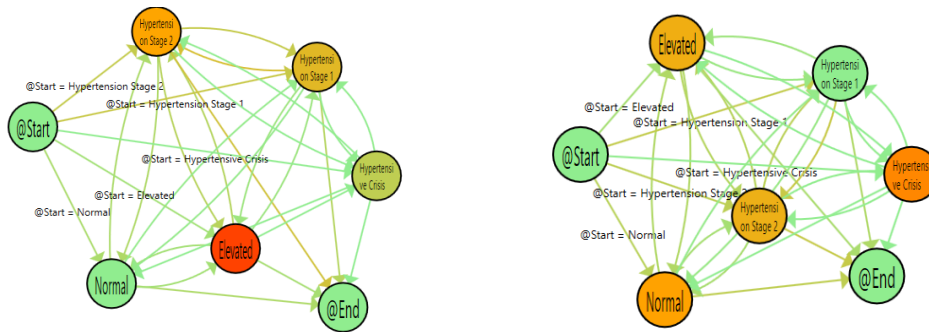 Hypertensi
on Stage 2
Hypertensi
on Stage 1
@Start = Hypertension Stage 2
@Start = Hypertension Stage 1
@Start
@Start = Hypertensive Crisis
Hypertensi
ve Crisis
@Start = Elevated
@Start = Normal
Elevated
Normal
@End
Elevated
Hypertensi
on Stage 1
@Start = Elevated
@Start = Hypertension Stage 1
@Start
@Start = Hypertensive Crisis
Hypertensi
ve Crisis
@Start = Hypertension Stage
Hypertensi
on Stage 2
@Start = Normal
@End
Normal